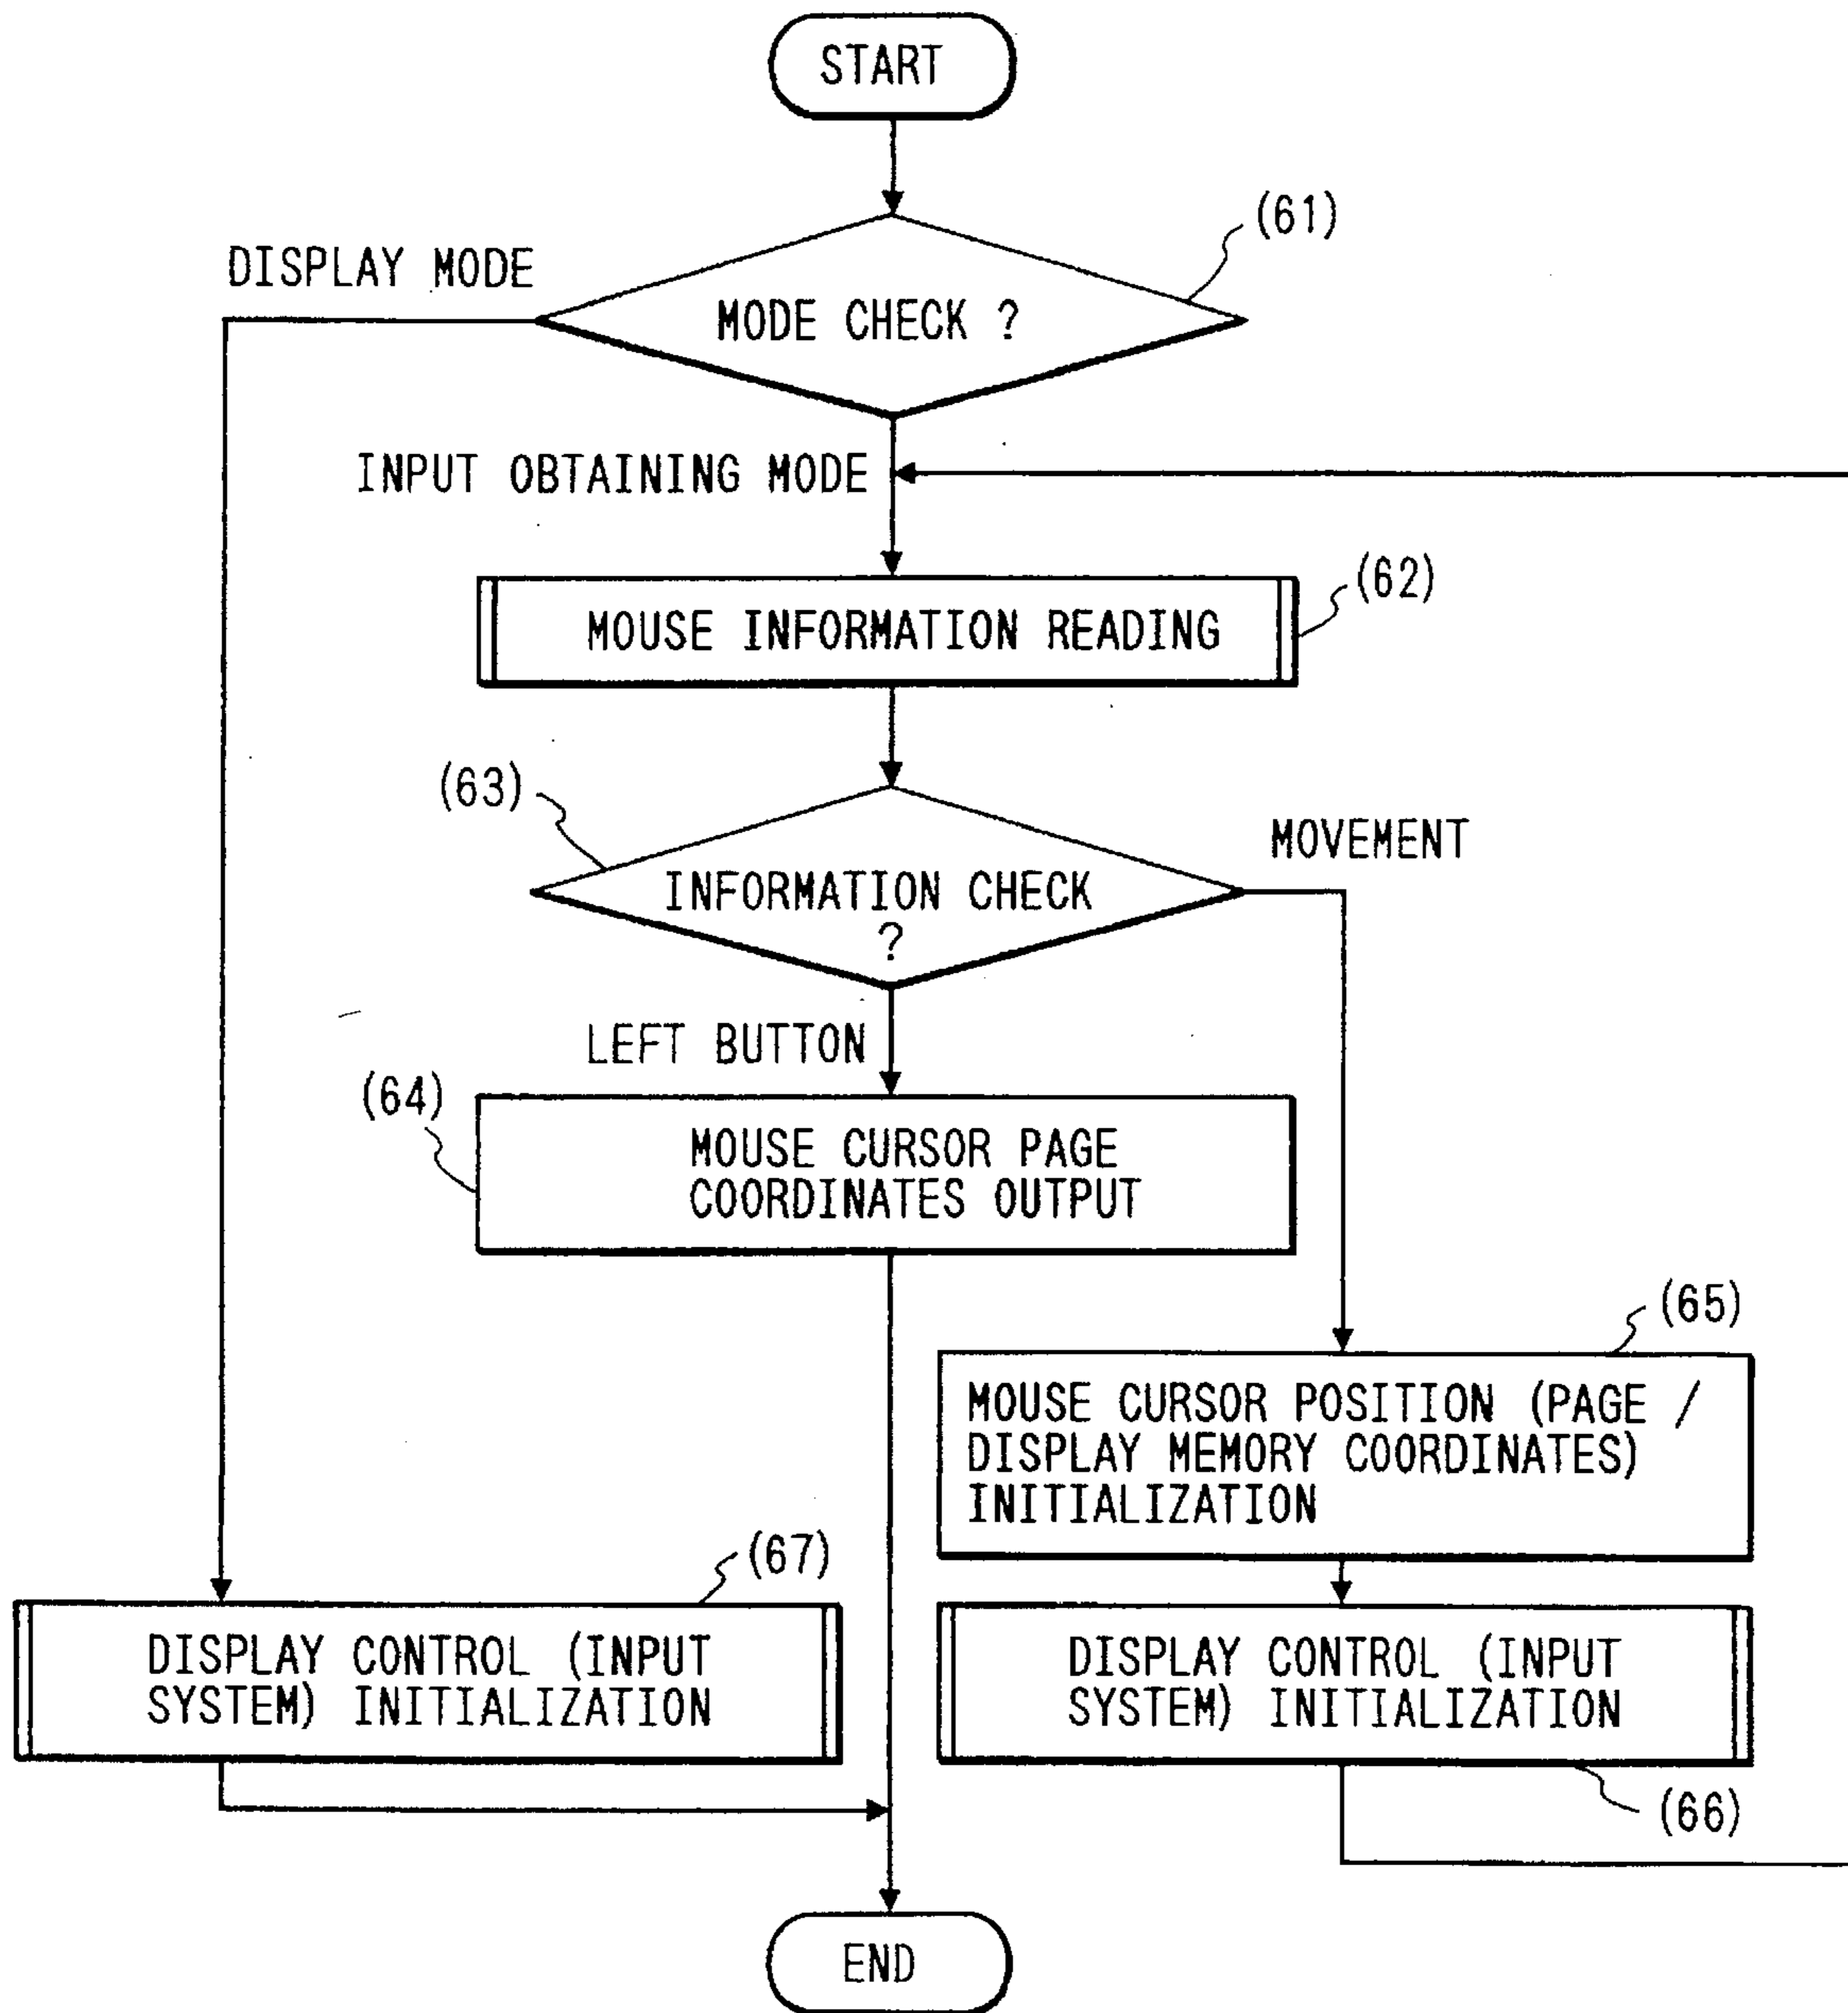 START
(61)
DISPLAY MODE
MODE CHECK ?
INPUT OBTAINING MODE
(62)
MOUSE INFORMATION READING
(63)
MOVEMENT
INFORMATION CHECK
?
LEFT BUTTON
(64)
MOUSE CURSOR PAGE
COORDINATES OUTPUT
(65)
MOUSE CURSOR POSITION (PAGE /
DISPLAY MEMORY COORDINATES)
INITIALIZATION
(67)
DISPLAY CONTROL (INPUT
SYSTEM) INITIALIZATION
DISPLAY CONTROL (INPUT
SYSTEM) INITIALIZATION
(66)
END